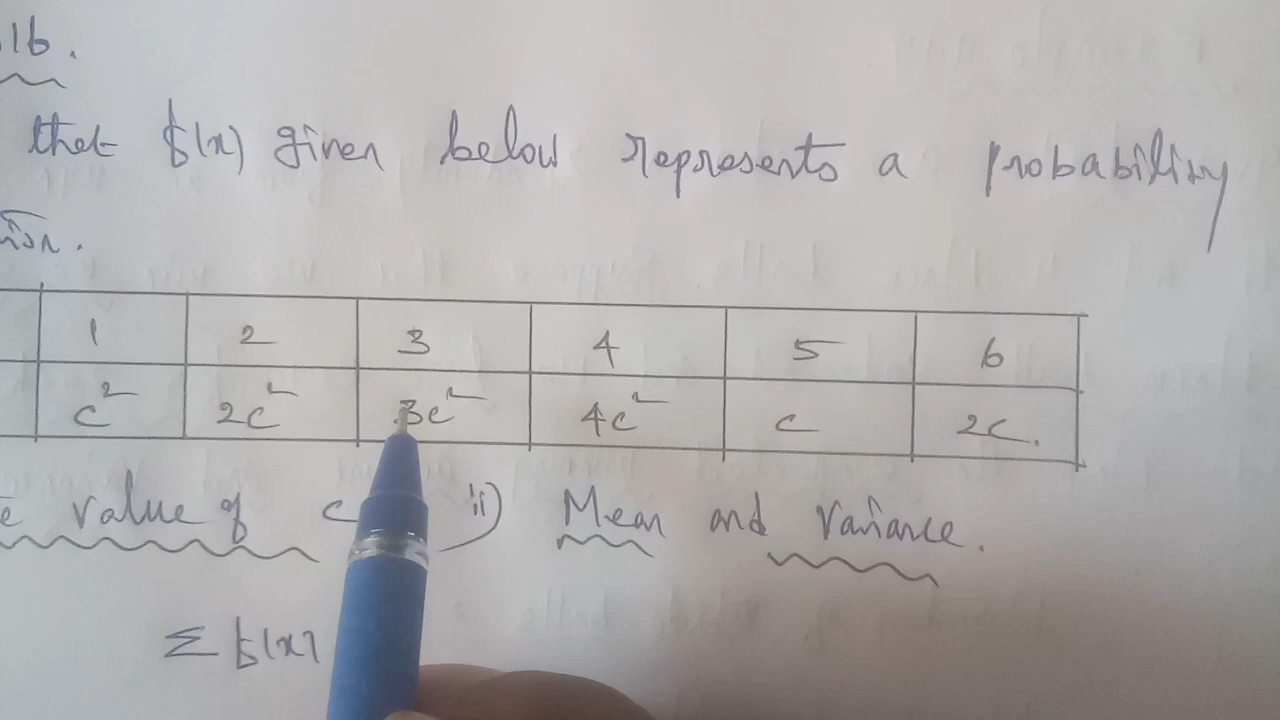 16.
that f(x) given below represents a probability
1 2 3 4 5 6
c² 2c² 3c² 4c² c 2c.
value of c ii) Mean and Variance.
Σ f(x)